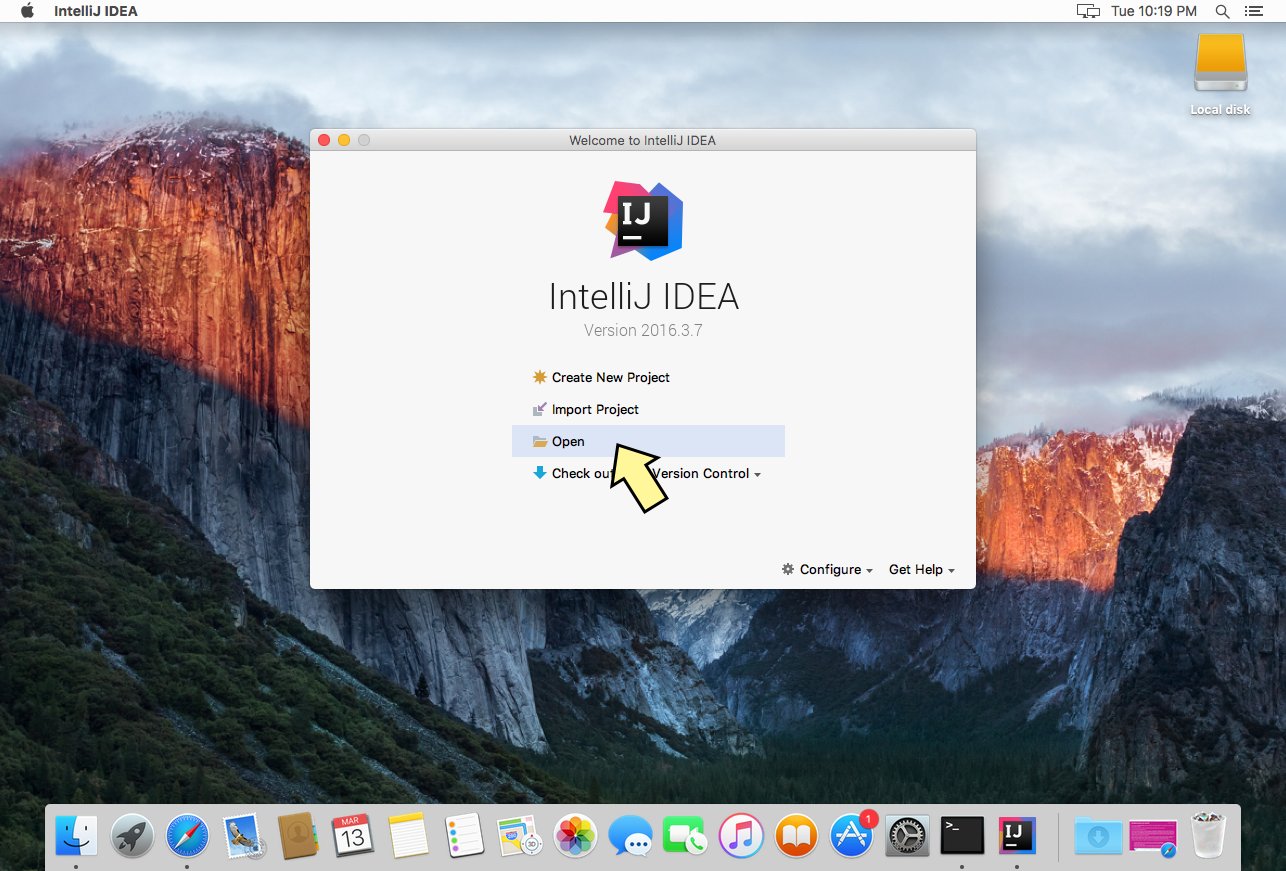 IntelliJ IDEA
Tue 10:19 PM
Local disk
Welcome to IntelliJ IDEA
IJ
IntelliJ IDEA
Version 2016.3.7
Create New Project
Import Project
Open
Check out Version Control
Configure
Get Help
MAR
13
3D
1
>_
IJ